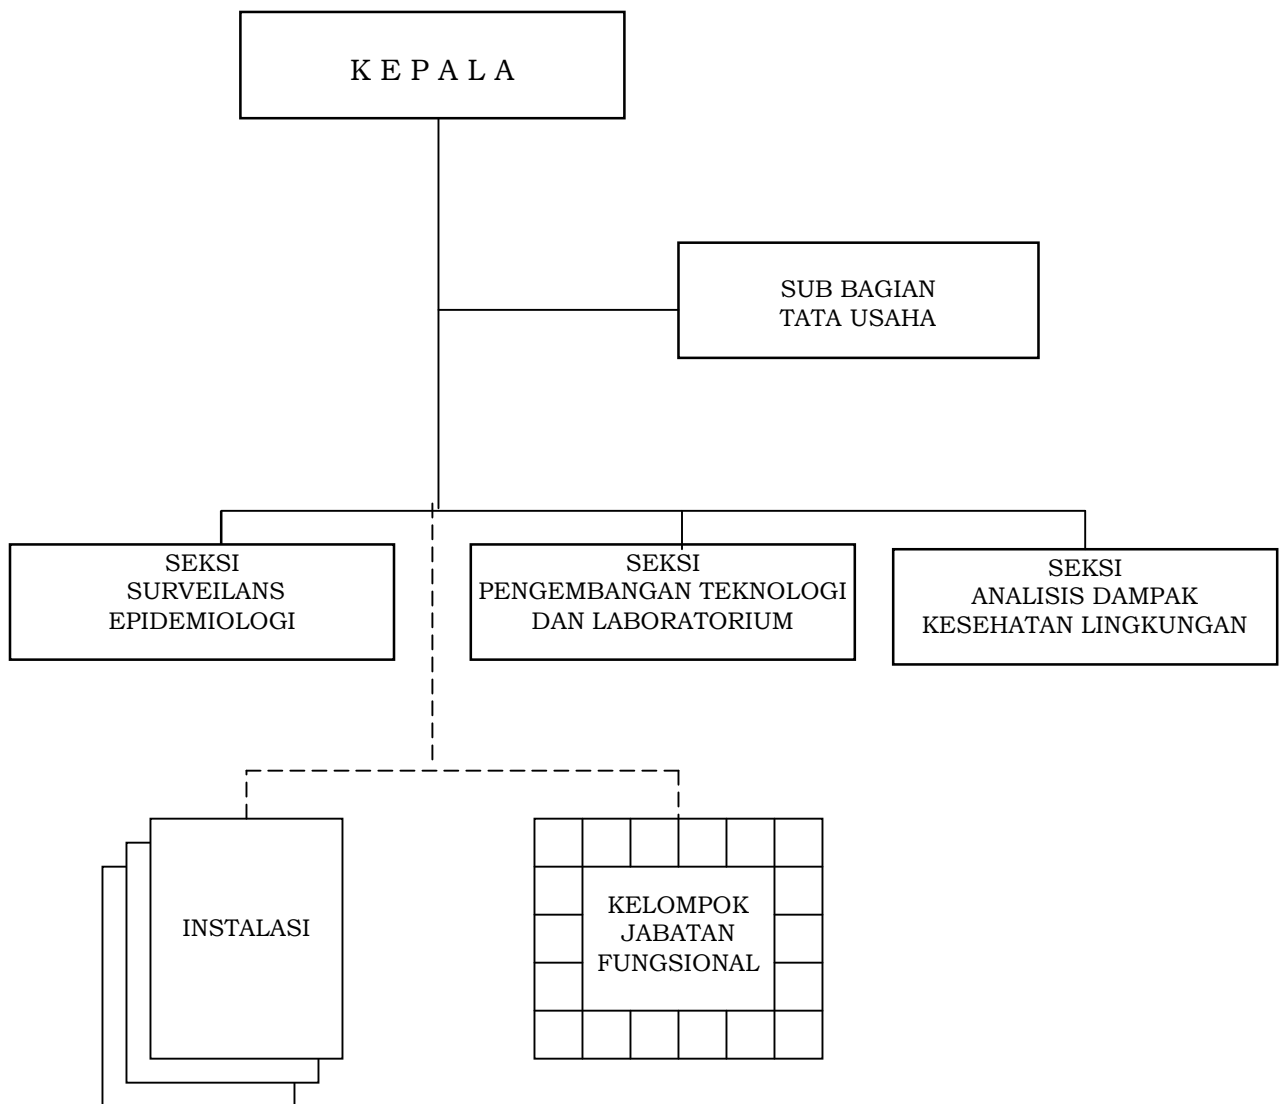 K E P A L A
SUB BAGIAN
TATA USAHA
SEKSI
SURVEILANS
EPIDEMIOLOGI
SEKSI
PENGEMBANGAN TEKNOLOGI
DAN LABORATORIUM
SEKSI
ANALISIS DAMPAK
KESEHATAN LINGKUNGAN
INSTALASI
KELOMPOK
JABATAN
FUNGSIONAL